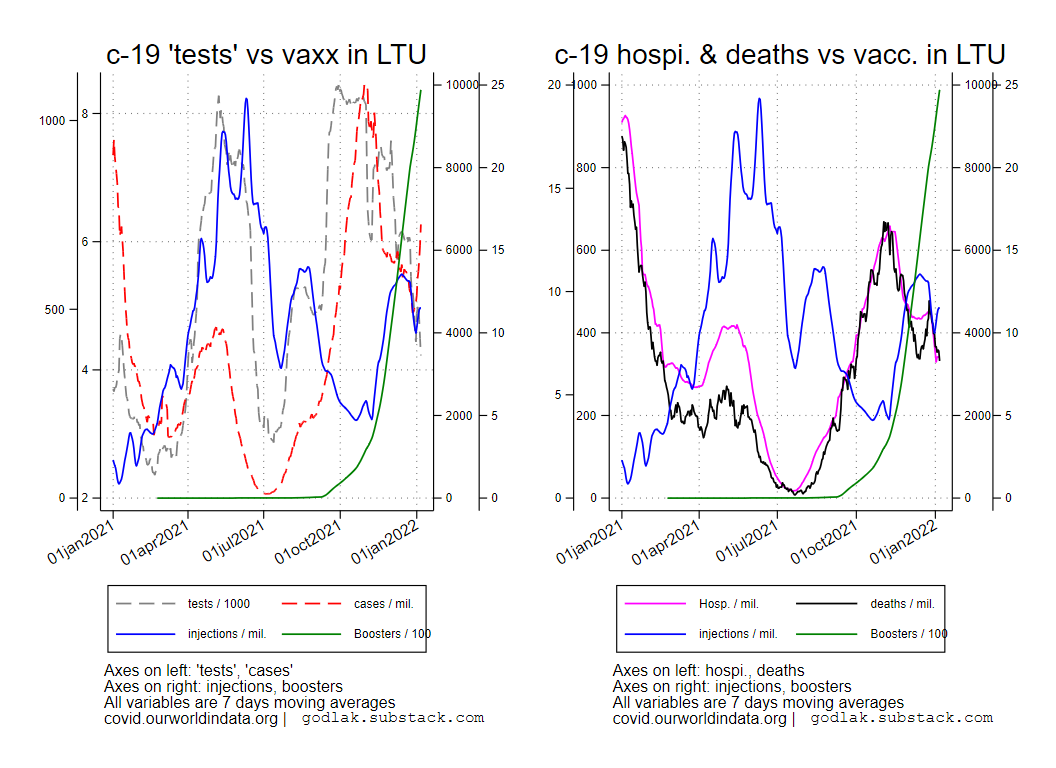 c-19 'tests' vs vaxx in LTU
1000
500
0
8
6
4
2
10000
8000
6000
4000
2000
0
25
20
15
10
5
0
01jan2021
01apr2021
01jul2021
01oct2021
01jan2022
tests / 1000
cases / mil.
injections / mil.
Boosters / 100
Axes on left: 'tests', 'cases'
Axes on right: injections, boosters
All variables are 7 days moving averages
covid.ourworldindata.org | godlak.substack.com
c-19 hospi. & deaths vs vacc. in LTU
20
15
10
5
0
1000
800
600
400
200
0
10000
8000
6000
4000
2000
0
25
20
15
10
5
0
01jan2021
01apr2021
01jul2021
01oct2021
01jan2022
Hosp. / mil.
deaths / mil.
injections / mil.
Boosters / 100
Axes on left: hospi., deaths
Axes on right: injections, boosters
All variables are 7 days moving averages
covid.ourworldindata.org | godlak.substack.com